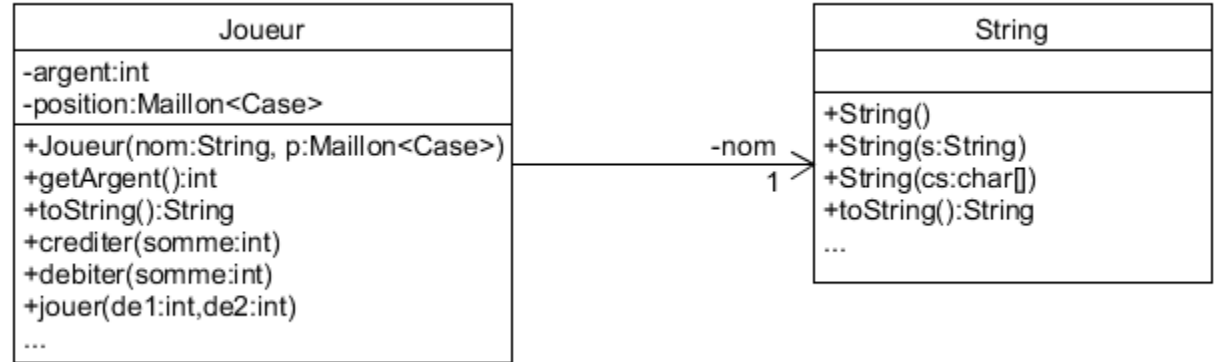 Joueur
-argent:int
-position:Maillon<Case>
+Joueur(nom:String, p:Maillon<Case>)
+getArgent():int
+toString():String
+crediter(somme:int)
+debiter(somme:int)
+jouer(de1:int,de2:int)
...
-nom
1
String
+String()
+String(s:String)
+String(cs:char[])
+toString():String
...